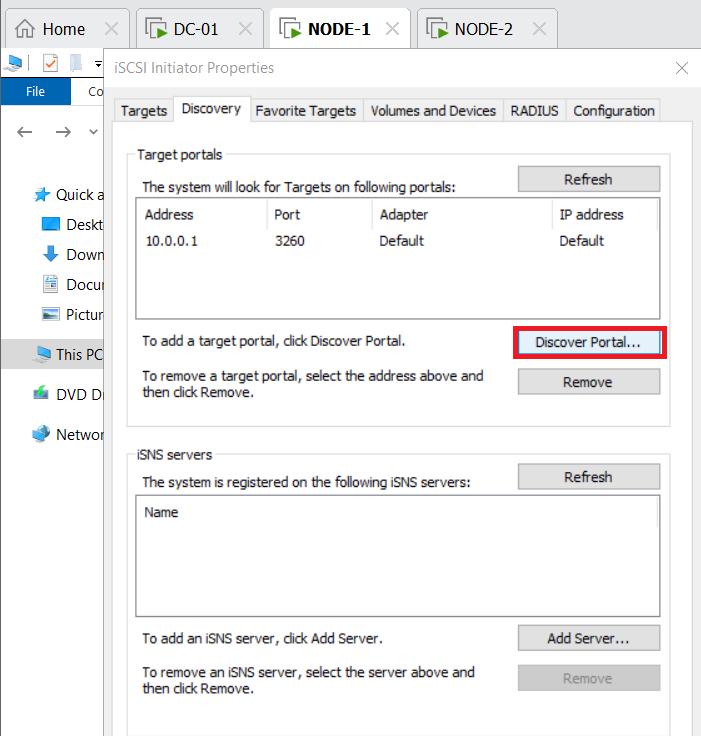 Home
DC-01
NODE-1
NODE-2
iSCSI Initiator Properties
File
Co
Targets
Discovery
Favorite Targets
Volumes and Devices
RADIUS
Configuration
Quick a
Deskt
Down
Docur
Pictur
This PC
DVD D
Networ
Target portals
The system will look for Targets on following portals:
Refresh
Address Port Adapter IP address
10.0.0.1 3260 Default Default
To add a target portal, click Discover Portal.
Discover Portal...
To remove a target portal, select the address above and
then click Remove.
Remove
iSNS servers
The system is registered on the following iSNS servers:
Refresh
Name
To add an iSNS server, click Add Server.
Add Server...
To remove an iSNS server, select the server above and
then click Remove.
Remove